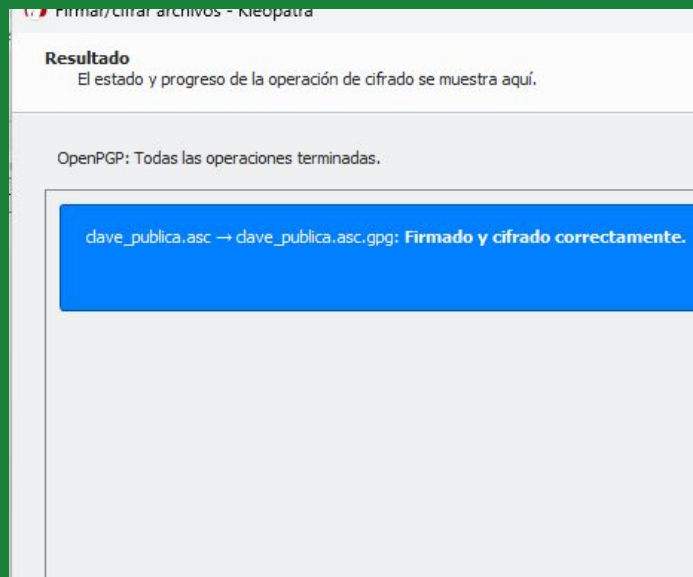 Firmar/cifrar archivos - Kleopatra
Resultado
El estado y progreso de la operación de cifrado se muestra aquí.
OpenPGP: Todas las operaciones terminadas.
clave_publica.asc → clave_publica.asc.gpg: Firmado y cifrado correctamente.